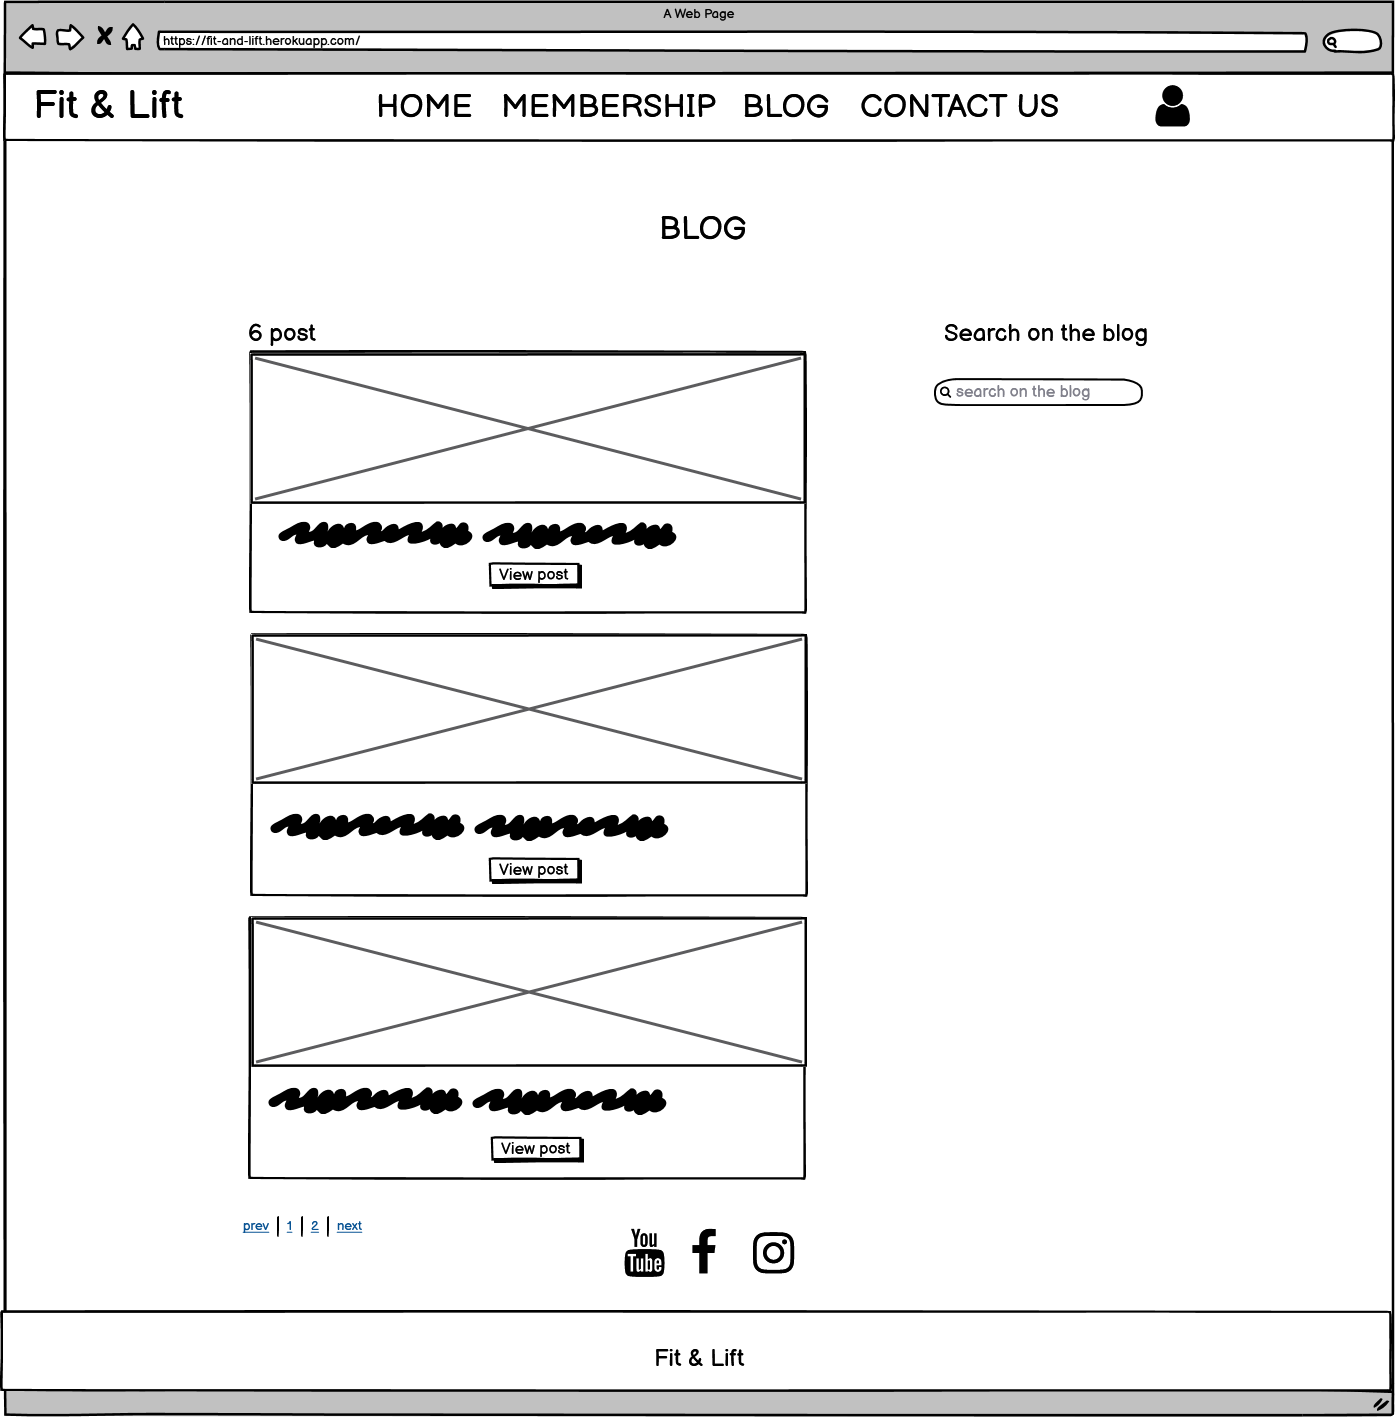 A Web Page
https://fit-and-lift.herokuapp.com/
Fit & Lift HOME MEMBERSHIP BLOG CONTACT US
BLOG
6 post
Search on the blog
search on the blog
View post
View post
View post
prev | 1 | 2 | next
You
Tube
Fit & Lift